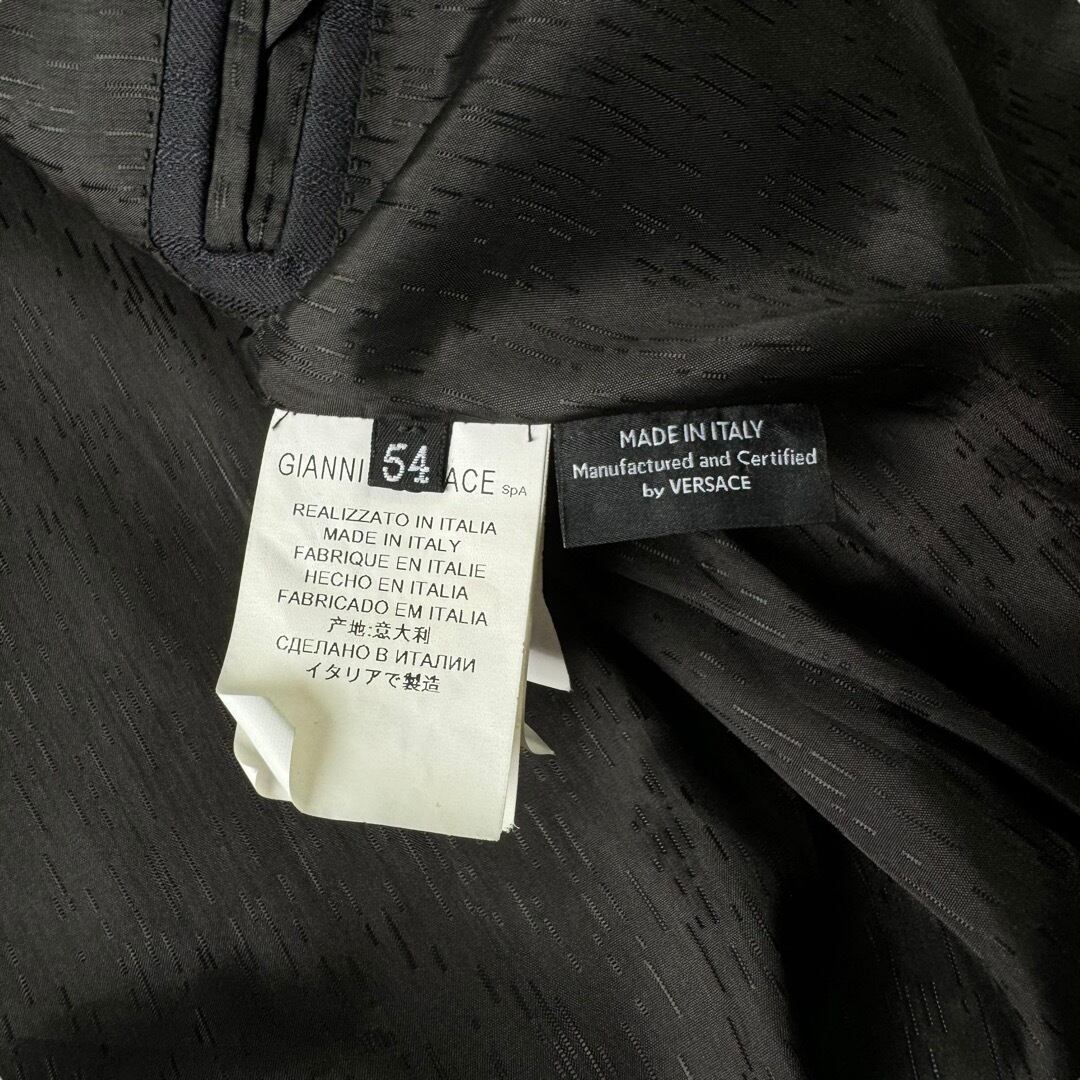 GIANNI ACE SpA
54
REALIZZATO IN ITALIA
MADE IN ITALY
FABRIQUE EN ITALIE
HECHO EN ITALIA
FABRICADO EM ITALIA
产地:意大利
СДЕЛАНО В ИТАЛИИ
イタリアで製造
MADE IN ITALY
Manufactured and Certified
by VERSACE